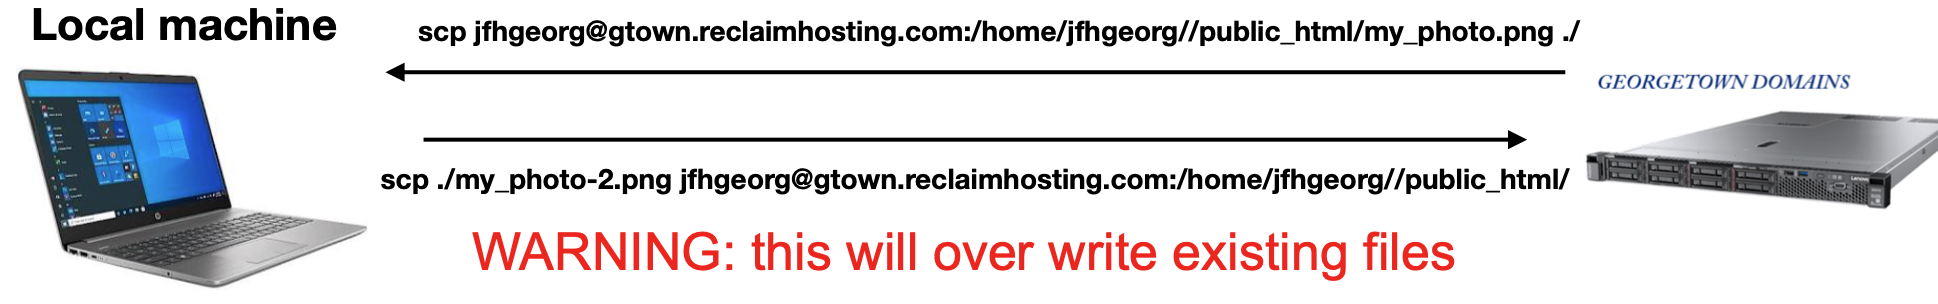 Local machine
scp jfhgeorg@gtown.reclaimhosting.com:/home/jfhgeorg//public_html/my_photo.png ./
GEORGETOWN DOMAINS
scp ./my_photo-2.png jfhgeorg@gtown.reclaimhosting.com:/home/jfhgeorg//public_html/
WARNING: this will over write existing files